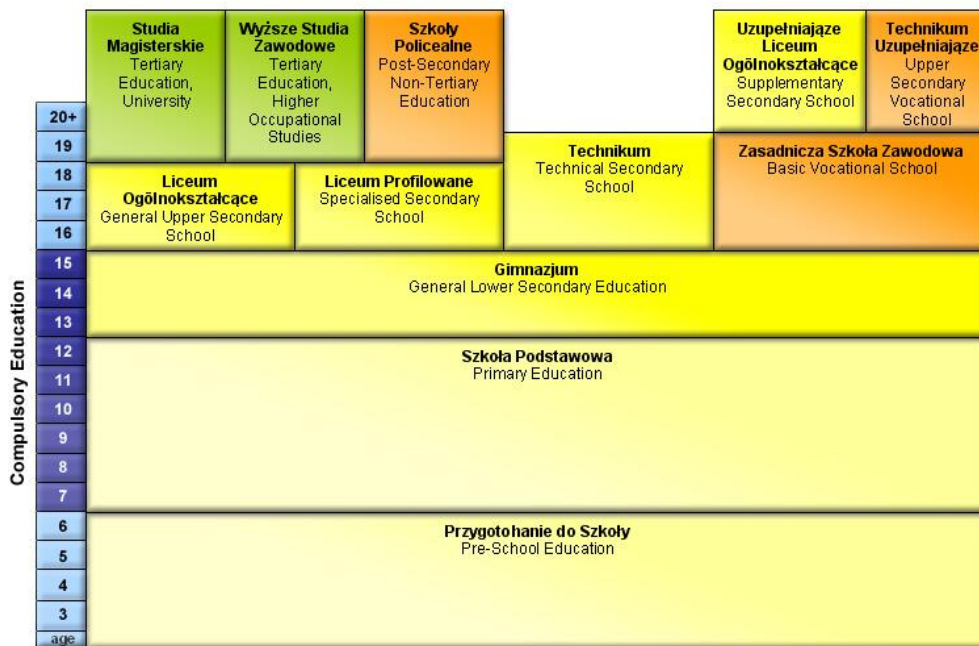 Studia
Magisterskie
Tertiary
Education,
University
Wyższe Studia
Zawodowe
Tertiary
Education,
Higher
Occupational
Studies
Szkoły
Policealne
Post-Secondary
Non-Tertiary
Education
Uzupełniające
Liceum
Ogólnokształcące
Supplementary
Secondary School
Technikum
Uzupełniające
Upper
Secondary
Vocational
School
20+
19
18
17
16
15
14
13
12
11
10
9
8
7
6
5
4
3
age
Compulsory Education
Liceum
Ogólnokształcące
General Upper Secondary
School
Liceum Profilowane
Specialised Secondary
School
Technikum
Technical Secondary
School
Zasadnicza Szkoła Zawodowa
Basic Vocational School
Gimnazjum
General Lower Secondary Education
Szkoła Podstawowa
Primary Education
Przygotohanie do Szkoły
Pre-School Education